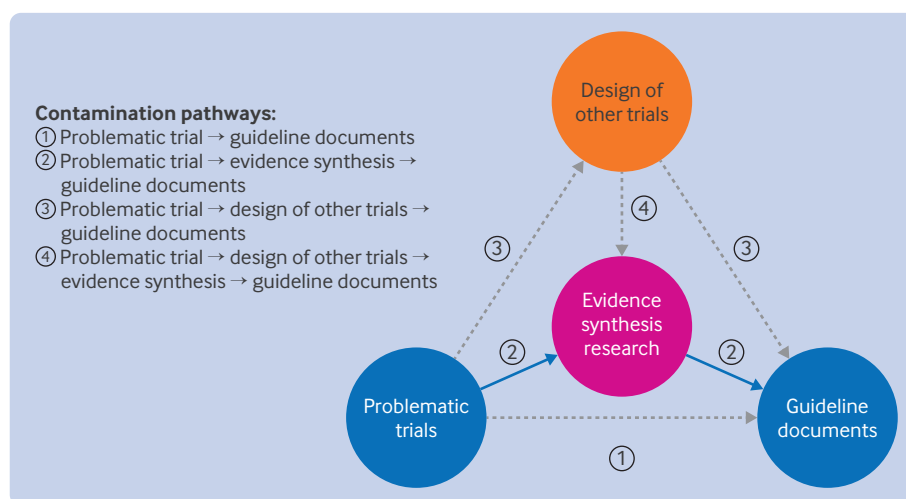 Contamination pathways:
① Problematic trial → guideline documents
② Problematic trial → evidence synthesis →
guideline documents
③ Problematic trial → design of other trials →
guideline documents
④ Problematic trial → design of other trials →
evidence synthesis → guideline documents
Design of
other trials
③
④
③
Evidence
synthesis
research
②
②
Problematic
trials
Guideline
documents
①